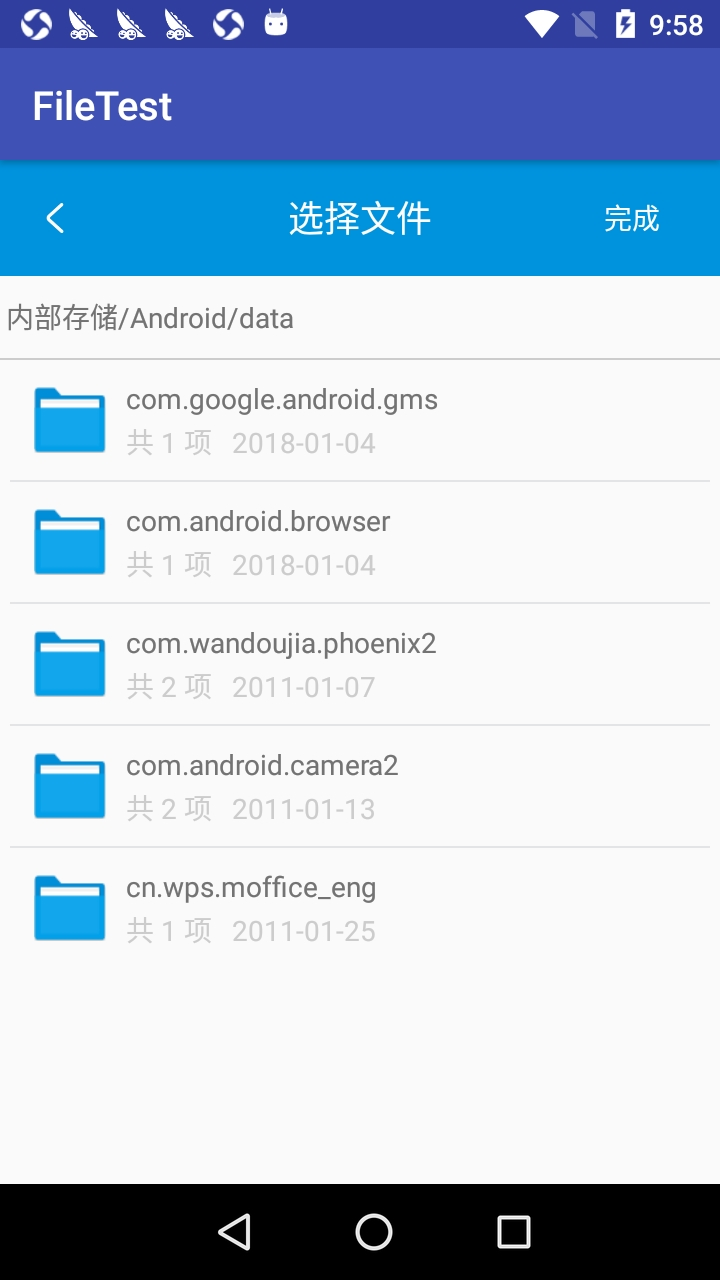 9:58
FileTest
选择文件
完成
内部存储/Android/data
com.google.android.gms
共 1 项 2018-01-04
com.android.browser
共 1 项 2018-01-04
com.wandoujia.phoenix2
共 2 项 2011-01-07
com.android.camera2
共 2 项 2011-01-13
cn.wps.moffice_eng
共 1 项 2011-01-25